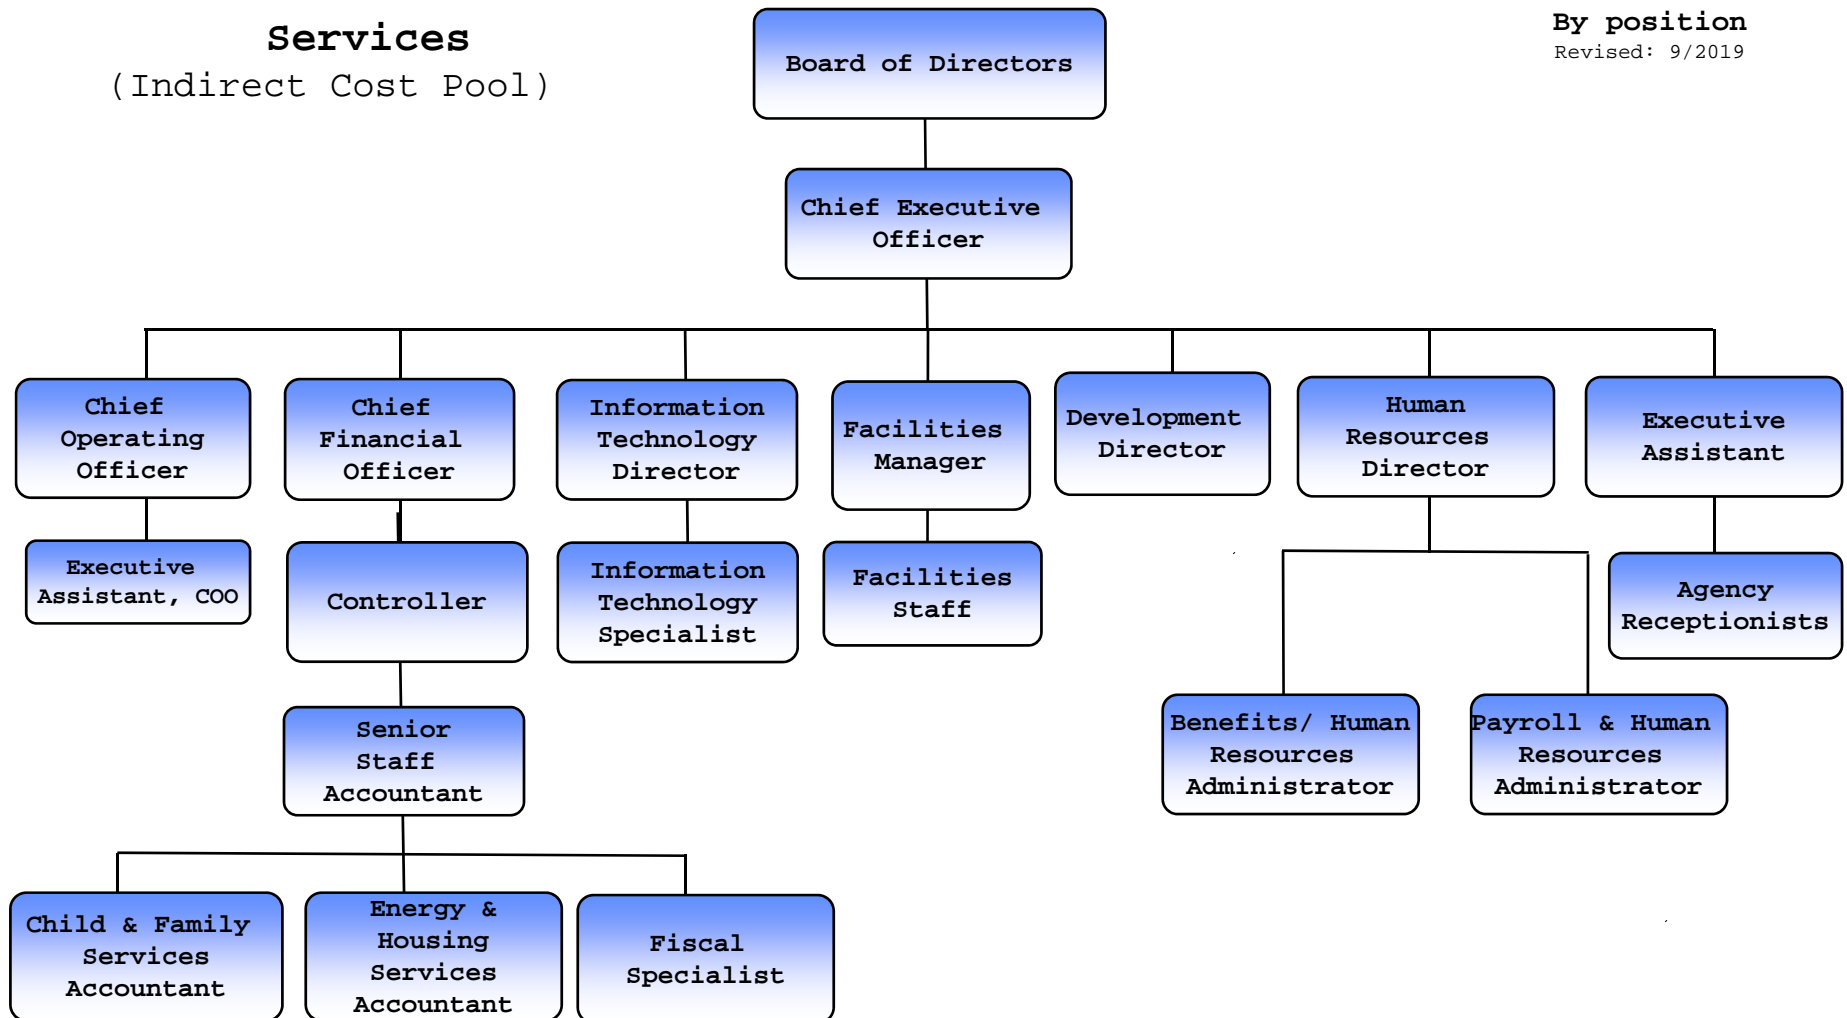 Services
(Indirect Cost Pool)
By position
Revised: 9/2019
Board of Directors
Chief Executive
Officer
Chief
Operating
Officer
Chief
Financial
Officer
Information
Technology
Director
Facilities
Manager
Development
Director
Human
Resources
Director
Executive
Assistant
Executive
Assistant, COO
Controller
Information
Technology
Specialist
Facilities
Staff
Agency
Receptionists
Senior
Staff
Accountant
Benefits/ Human
Resources
Administrator
Payroll & Human
Resources
Administrator
Child & Family
Services
Accountant
Energy &
Housing
Services
Accountant
Fiscal
Specialist